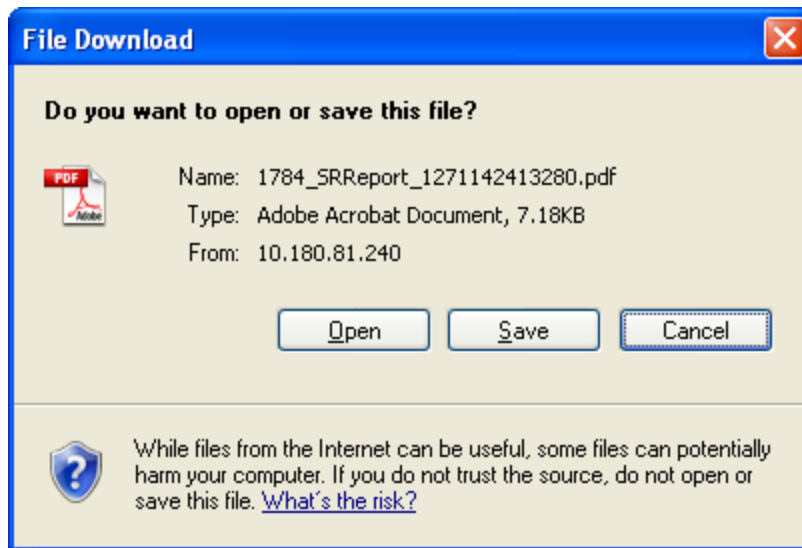 File Download
Do you want to open or save this file?
PDF
Adobe
Name: 1784_SRReport_1271142413280.pdf
Type: Adobe Acrobat Document, 7.18KB
From: 10.180.81.240
Open Save Cancel
While files from the Internet can be useful, some files can potentially
harm your computer. If you do not trust the source, do not open or
save this file. What's the risk?